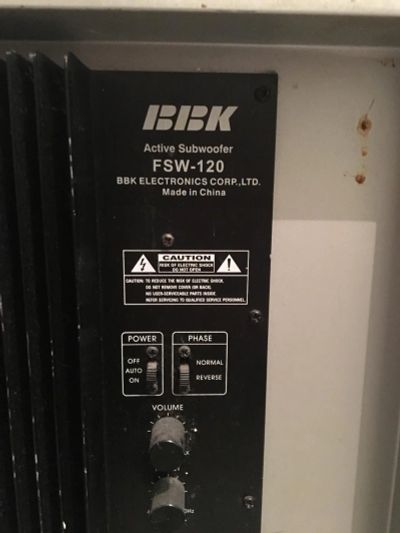 BBK
Active Subwoofer
FSW-120
BBK ELECTRONICS CORP.,LTD.
Made in China
CAUTION
RISK OF ELECTRIC SHOCK
DO NOT OPEN
CAUTION: TO REDUCE THE RISK OF ELECTRIC SHOCK.
DO NOT REMOVE COVER (OR BACK).
NO USER-SERVICEABLE PARTS INSIDE.
REFER SERVICING TO QUALIFIED SERVICE PERSONNEL.
POWER
OFF
AUTO
ON
PHASE
NORMAL
REVERSE
VOLUME